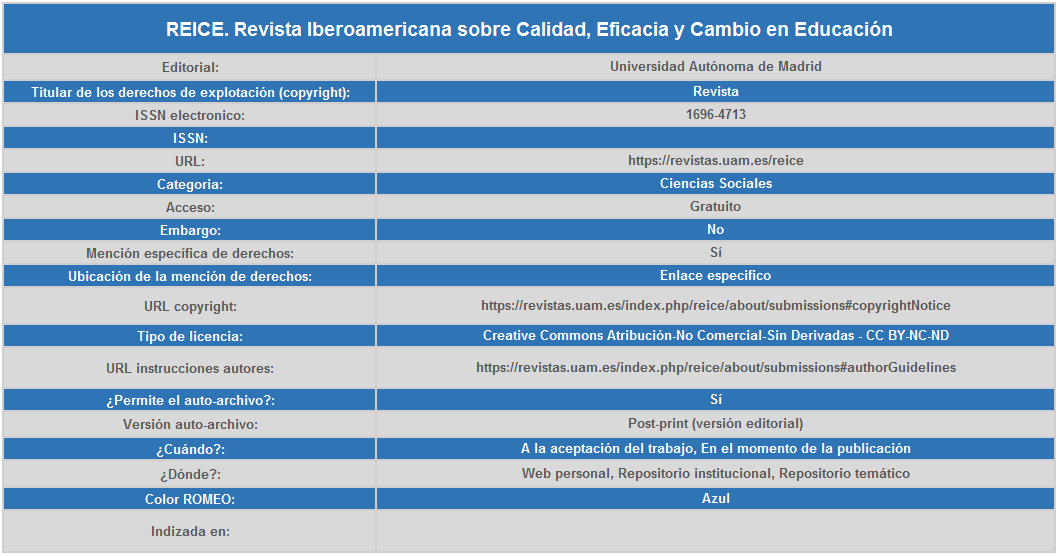 REICE. Revista Iberoamericana sobre Calidad, Eficacia y Cambio en Educación
Editorial: Universidad Autónoma de Madrid
Titular de los derechos de explotación (copyright): Revista
ISSN electronico: 1696-4713
ISSN:
URL: https://revistas.uam.es/reice
Categoria: Ciencias Sociales
Acceso: Gratuito
Embargo: No
Mención específica de derechos: Sí
Ubicación de la mención de derechos: Enlace especifico
URL copyright: https://revistas.uam.es/index.php/reice/about/submissions#copyrightNotice
Tipo de licencia: Creative Commons Atribución-No Comercial-Sin Derivadas - CC BY-NC-ND
URL instrucciones autores: https://revistas.uam.es/index.php/reice/about/submissions#authorGuidelines
¿Permite el auto-archivo?: Sí
Versión auto-archivo: Post-print (versión editorial)
¿Cuándo?: A la aceptación del trabajo, En el momento de la publicación
¿Dónde?: Web personal, Repositorio institucional, Repositorio temático
Color ROMEO: Azul
Indizada en: